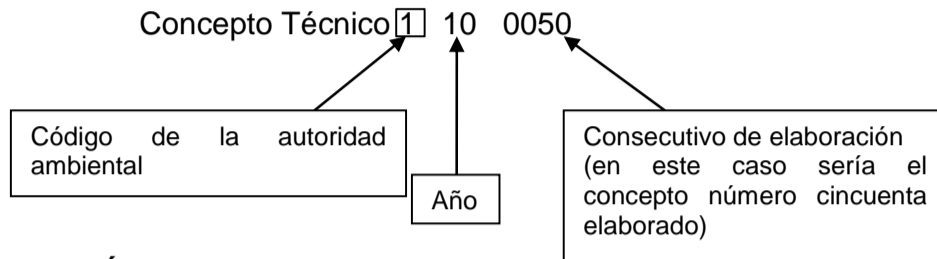 Concepto Técnico 1 10 0050
Código de la autoridad
ambiental
Año
Consecutivo de elaboración
(en este caso sería el
concepto número cincuenta
elaborado)